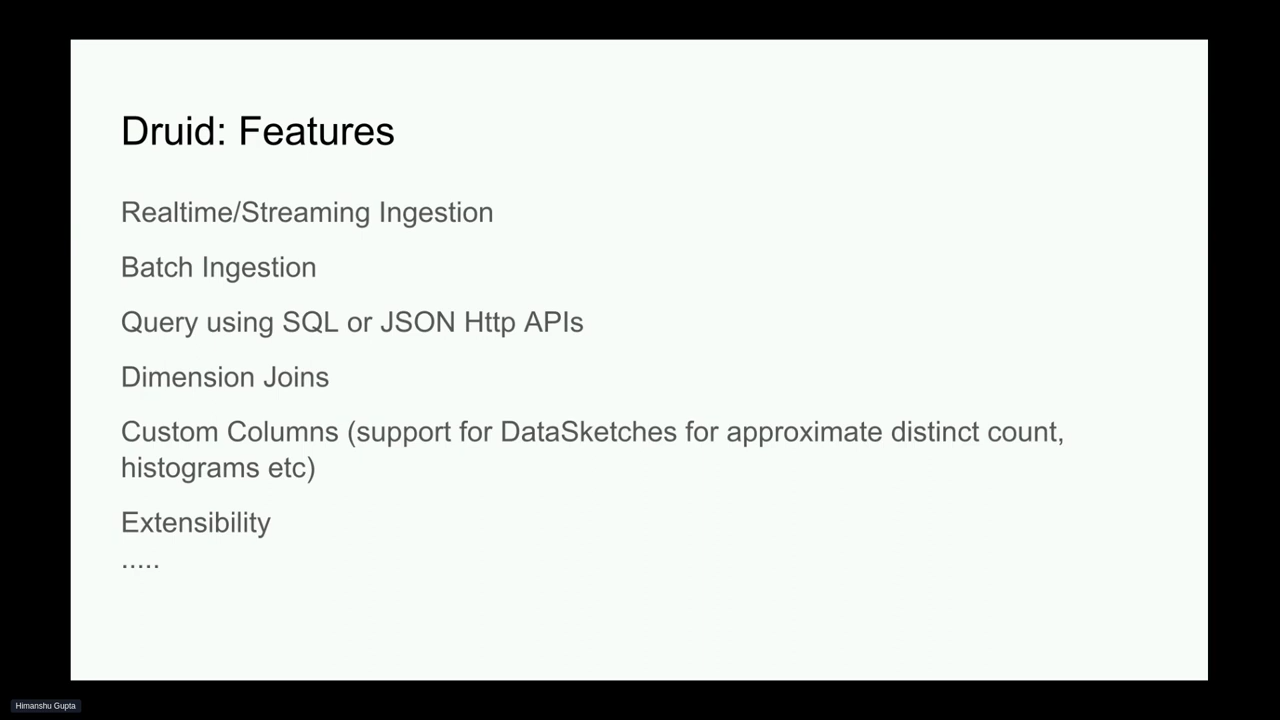 Druid: Features
Realtime/Streaming Ingestion
Batch Ingestion
Query using SQL or JSON Http APIs
Dimension Joins
Custom Columns (support for DataSketches for approximate distinct count,
histograms etc)
Extensibility
.....
Himanshu Gupta